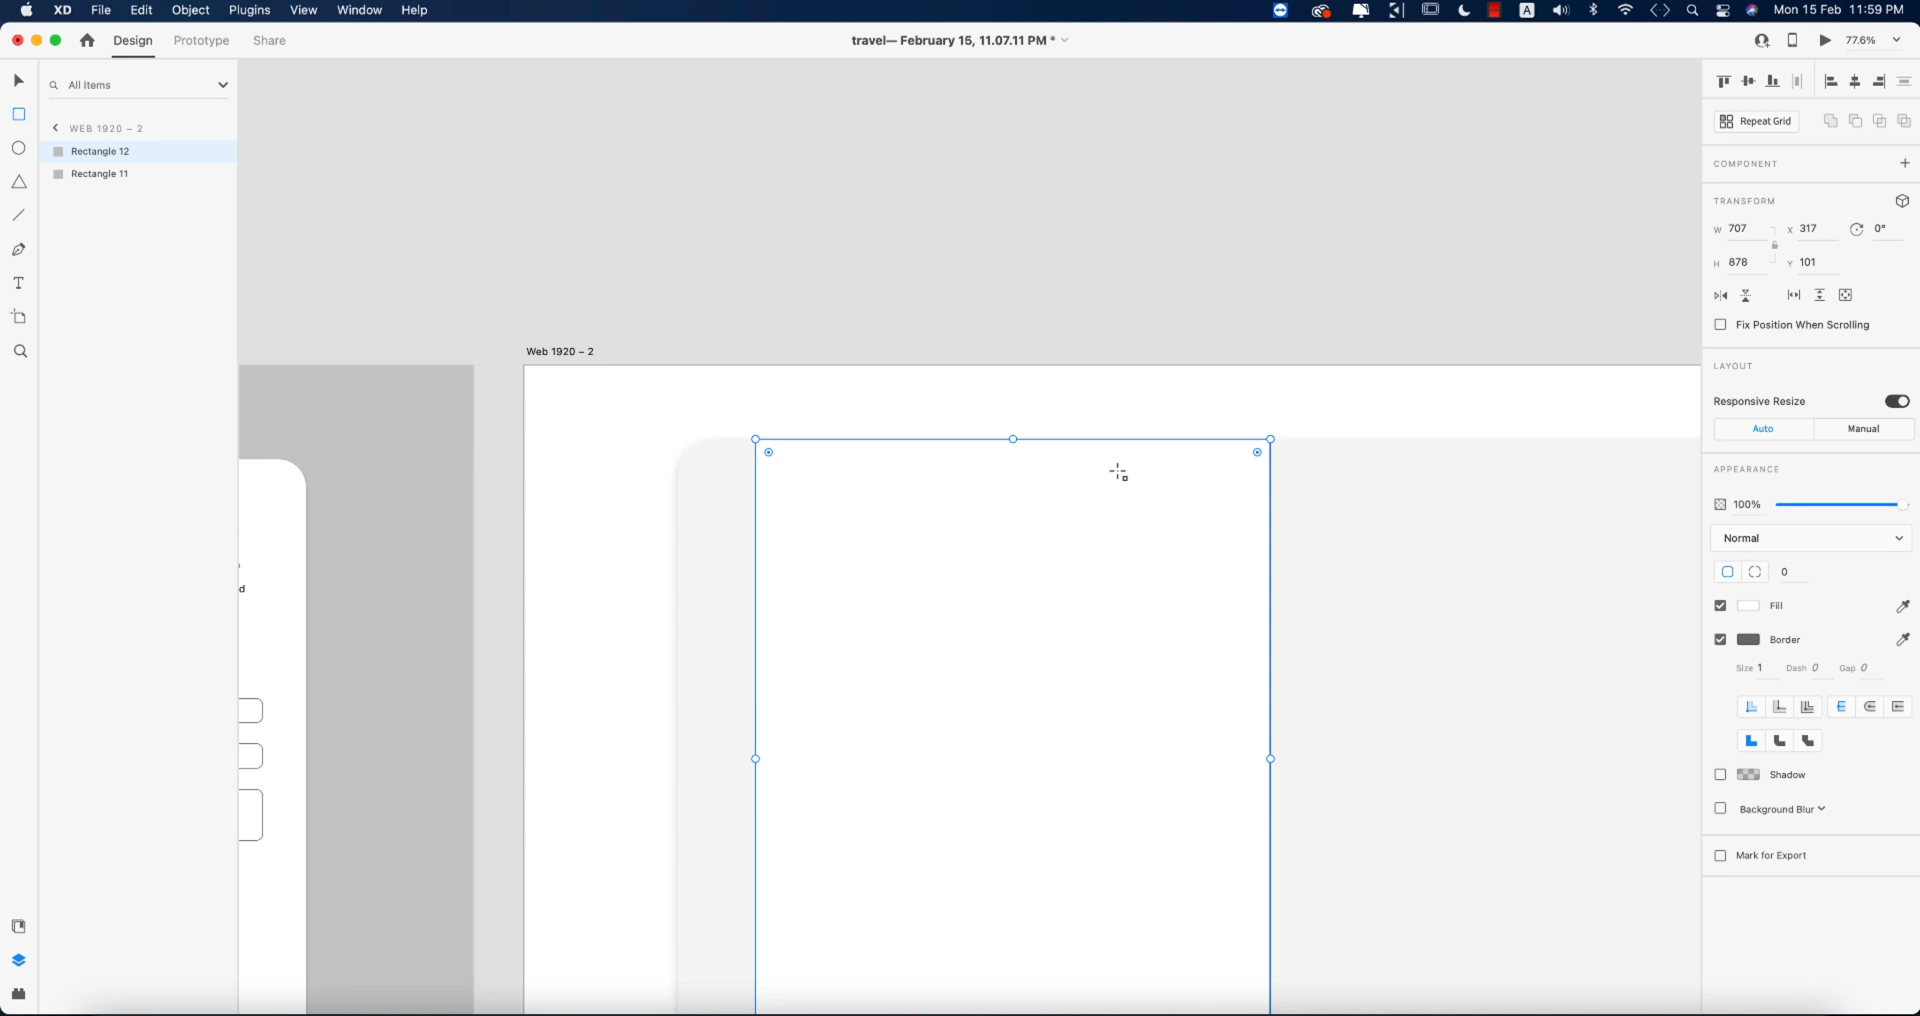 XD File Edit Object Plugins View Window Help
A
Mon 15 Feb 11:59 PM
Design Prototype Share
travel— February 15, 11.07.11 PM *
77.6%
All Items
WEB 1920 – 2
Rectangle 12
Rectangle 11
T
Web 1920 – 2
d
Repeat Grid
COMPONENT
TRANSFORM
W 707 X 317 0°
H 878 Y 101
Fix Position When Scrolling
LAYOUT
Responsive Resize
Auto Manual
APPEARANCE
100%
Normal
0
Fill
Border
Size 1 Dash 0 Gap 0
Shadow
Background Blur
Mark for Export